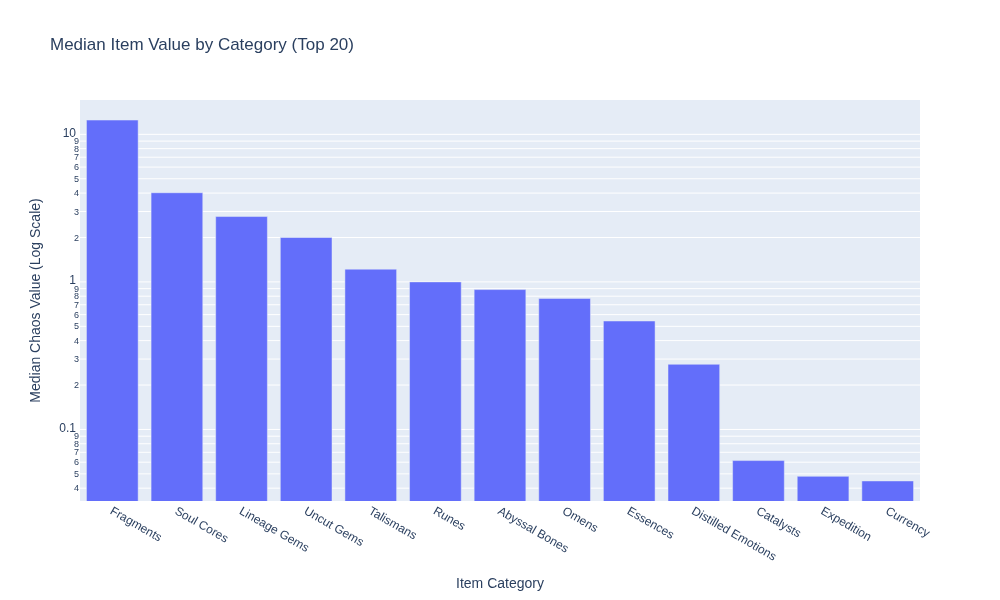 Median Item Value by Category (Top 20)
Median Chaos Value (Log Scale)
10
9
8
7
6
5
4
3
2
1
9
8
7
6
5
4
3
2
0.1
9
8
7
6
5
4
Fragments
Soul Cores
Lineage Gems
Uncut Gems
Talismans
Runes
Abyssal Bones
Omens
Essences
Distilled Emotions
Catalysts
Expedition
Currency
Item Category